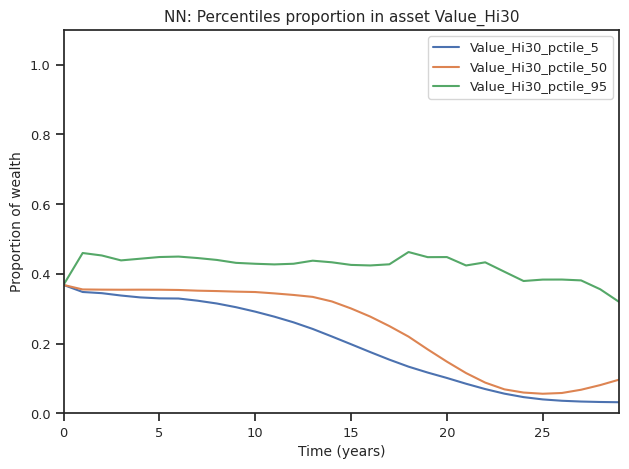 NN: Percentiles proportion in asset Value_Hi30
Value_Hi30_pctile_5
Value_Hi30_pctile_50
Value_Hi30_pctile_95
Proportion of wealth
1.0
0.8
0.6
0.4
0.2
0.0
0 5 10 15 20 25
Time (years)